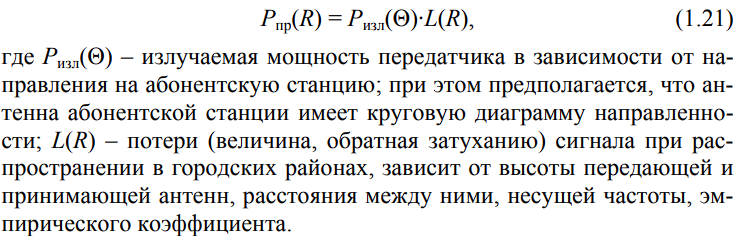 Pпр(R) = Pизл(Θ)·L(R), (1.21)
где Pизл(Θ) – излучаемая мощность передатчика в зависимости от на-
правления на абонентскую станцию; при этом предполагается, что ан-
тенна абонентской станции имеет круговую диаграмму направленно-
сти; L(R) – потери (величина, обратная затуханию) сигнала при рас-
пространении в городских районах, зависит от высоты передающей и
принимающей антенн, расстояния между ними, несущей частоты, эм-
пирического коэффициента.